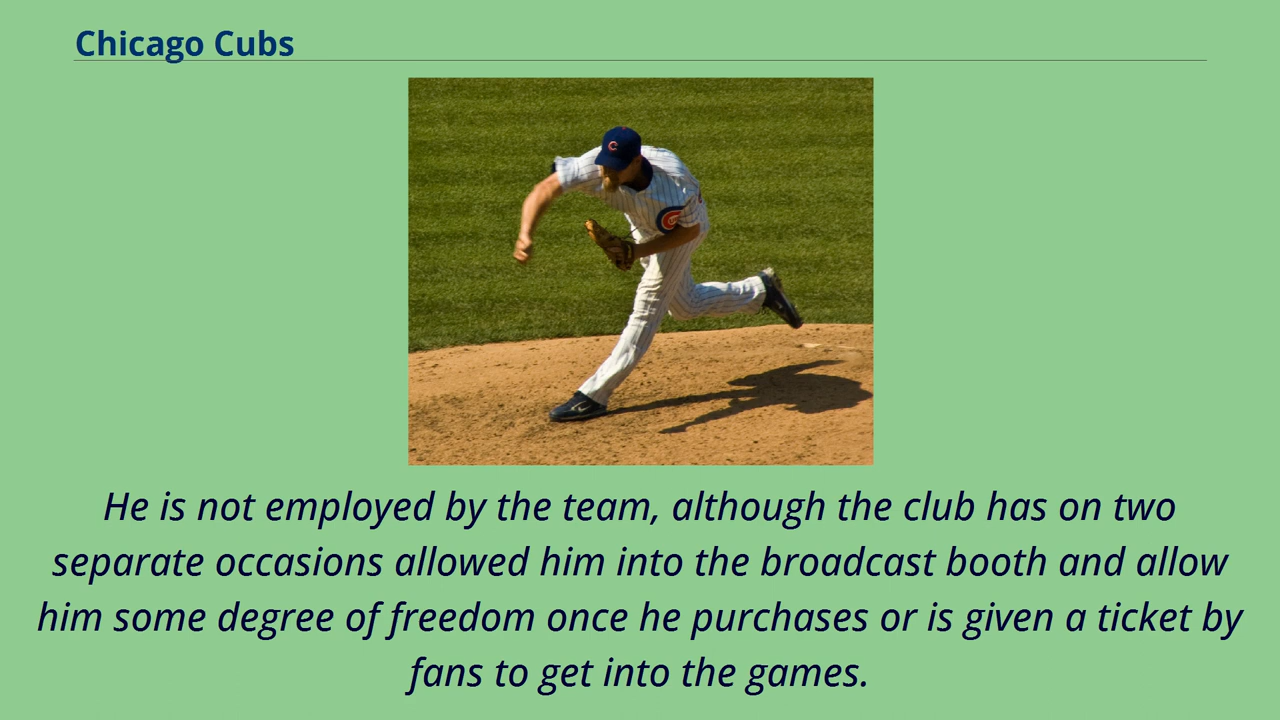 Chicago Cubs
He is not employed by the team, although the club has on two
separate occasions allowed him into the broadcast booth and allow
him some degree of freedom once he purchases or is given a ticket by
fans to get into the games.